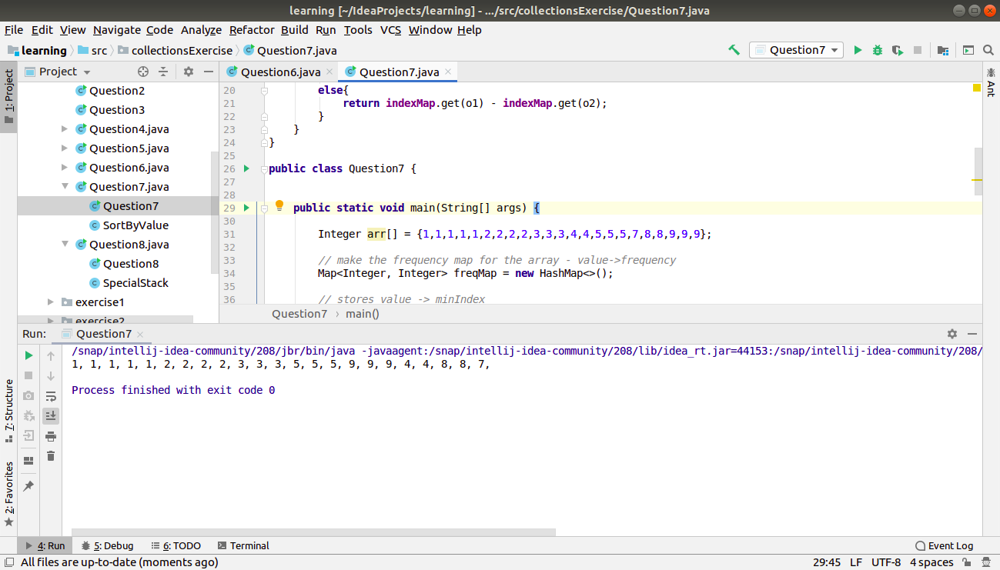 learning [~/IdeaProjects/learning] - .../src/collectionsExercise/Question7.java
File Edit View Navigate Code Analyze Refactor Build Run Tools VCS Window Help
learning src collectionsExercise Question7.java
Question7
1: Project
Project
Question2
Question3
Question4.java
Question5.java
Question6.java
Question7.java
Question7
SortByValue
Question8.java
Question8
SpecialStack
exercise1
exercise2
Question6.java Question7.java
20 else{
21 return indexMap.get(o1) - indexMap.get(o2);
22 }
23 }
24 }
25
26 public class Question7 {
27
28
29 public static void main(String[] args) {
30
31 Integer arr[] = {1,1,1,1,1,2,2,2,2,3,3,3,4,4,5,5,5,7,8,8,9,9,9};
32
33 // make the frequency map for the array - value->frequency
34 Map<Integer, Integer> freqMap = new HashMap<>();
35
36 // stores value -> minIndex
Question7 › main()
Ant
Run: Question7
/snap/intellij-idea-community/208/jbr/bin/java -javaagent:/snap/intellij-idea-community/208/lib/idea_rt.jar=44153:/snap/intellij-idea-community/208/
1, 1, 1, 1, 1, 2, 2, 2, 2, 3, 3, 3, 5, 5, 5, 9, 9, 9, 4, 4, 8, 8, 7,
Process finished with exit code 0
7: Structure
2: Favorites
4: Run 5: Debug 6: TODO Terminal Event Log
All files are up-to-date (moments ago) 29:45 LF UTF-8 4 spaces